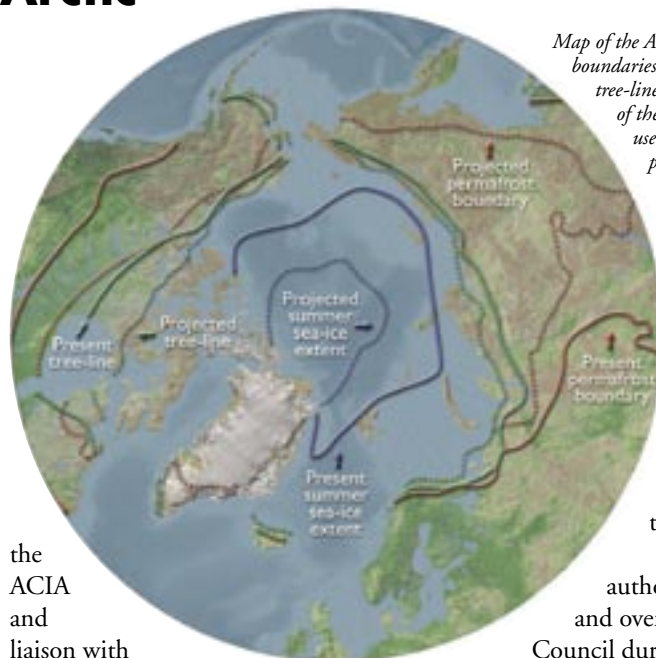 Arctic
Map of the A
boundaries
tree-line
of the
use
p
Projected
permafrost
boundary
Projected
summer
sea-ice
extent
Present
tree-line
Projected
tree-line
Present
permafrost
boundary
Present
summer
sea-ice
extent
the
ACIA
and
liaison with
t
autho
and over
Council dur